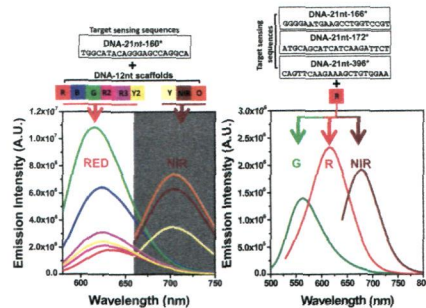 Target sensing sequences
DNA-21nt-160*
TGGCATACAGGGAGCCAGGCA
+
DNA-12nt scaffolds
R B G R2 R3 Y2 Y NIR O
RED NIR
Emission Intensity (A.U.)
1.2x10⁷
1.0x10⁷
8.0x10⁶
6.0x10⁶
4.0x10⁶
2.0x10⁶
0.0
600 650 700 750
Wavelength (nm)
Target sensing sequences
DNA-21nt-166*
GGGGAATGAAGCCTGGTCCGT
DNA-21nt-172*
ATGCAGCATCATCAAGATTCT
DNA-21nt-396*
CAGTTCAAGAAAGCTGTGGAA
+
R
G R NIR
Emission Intensity (A.U.)
3.0x10⁶
2.5x10⁶
2.0x10⁶
1.5x10⁶
1.0x10⁶
5.0x10⁵
0.0
500 550 600 650 700 750
Wavelength (nm)